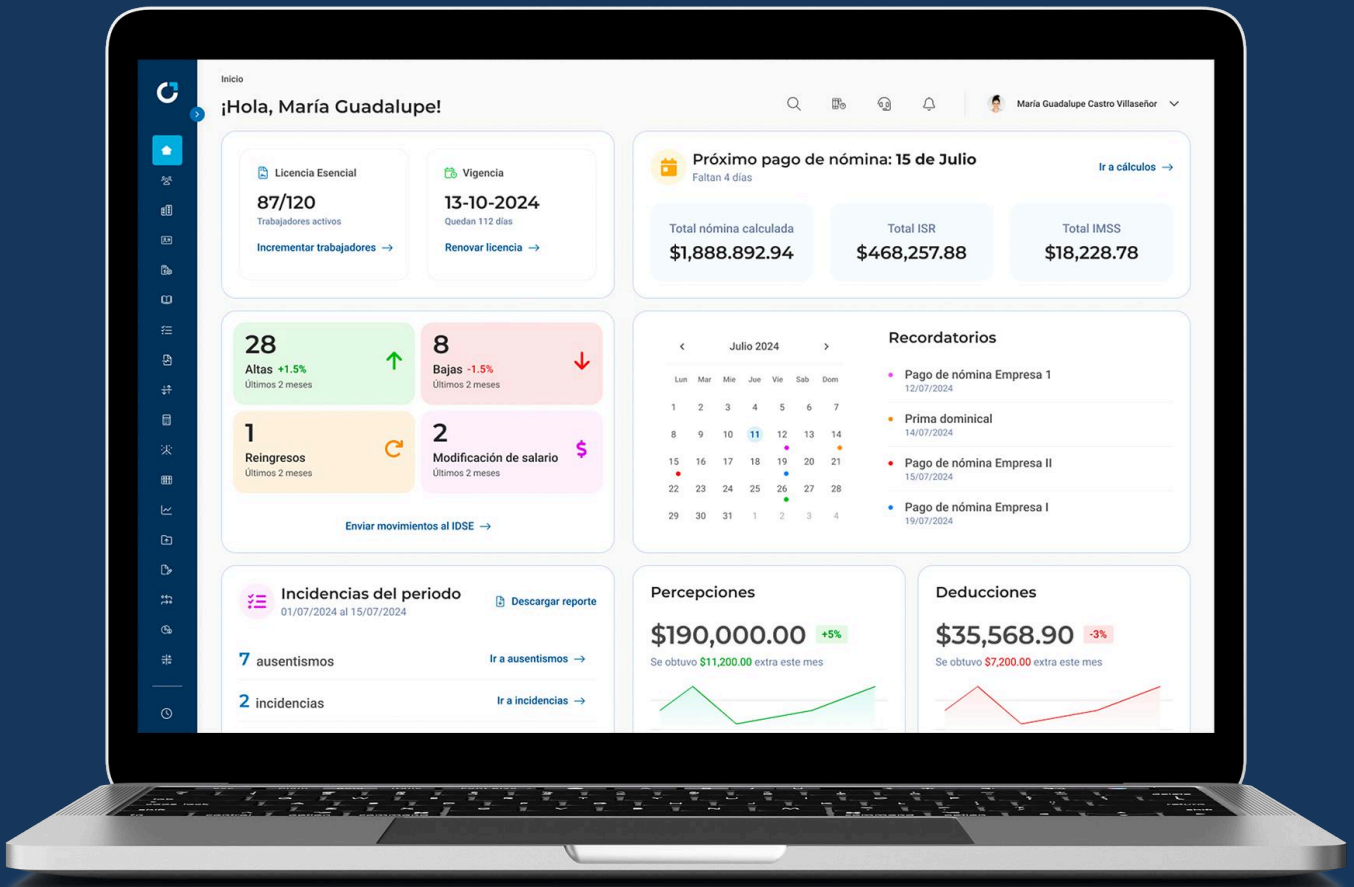 Inicio
¡Hola, María Guadalupe!
María Guadalupe Castro Villaseñor
Licencia Esencial
87/120
Trabajadores activos
Incrementar trabajadores →
Vigencia
13-10-2024
Quedan 112 días
Renovar licencia →
Próximo pago de nómina: 15 de Julio
Faltan 4 días
Ir a cálculos →
Total nómina calculada
$1,888.892.94
Total ISR
$468,257.88
Total IMSS
$18,228.78
28
Altas +1.5%
Últimos 2 meses
8
Bajas -1.5%
Últimos 2 meses
1
Reingresos
Últimos 2 meses
2
Modificación de salario
Últimos 2 meses
$
Enviar movimientos al IDSE →
< Julio 2024 >
Lun Mar Mie Jue Vie Sab Dom
1 2 3 4 5 6 7
8 9 10 11 12 13 14
15 16 17 18 19 20 21
22 23 24 25 26 27 28
29 30 31 1 2 3 4
Recordatorios
Pago de nómina Empresa 1
12/07/2024
Prima dominical
14/07/2024
Pago de nómina Empresa II
15/07/2024
Pago de nómina Empresa I
19/07/2024
Incidencias del periodo
01/07/2024 al 15/07/2024
Descargar reporte
7 ausentismos
Ir a ausentismos →
2 incidencias
Ir a incidencias →
Percepciones
$190,000.00 +5%
Se obtuvo $11,200.00 extra este mes
Deducciones
$35,568.90 -3%
Se obtuvo $7,200.00 extra este mes